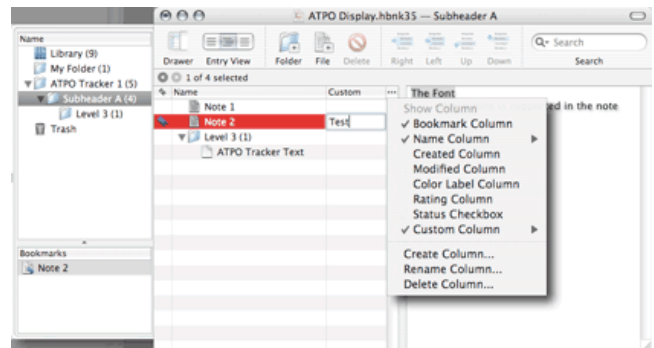 ATPO Display.hbnk35 — Subheader A
Name
Library (9)
My Folder (1)
ATPO Tracker 1 (5)
Subheader A (4)
Level 3 (1)
Trash
Bookmarks
Note 2
Drawer Entry View Folder File Delete Right Left Up Down Search
Search
1 of 4 selected
Name Custom
Note 1
Note 2 Test
Level 3 (1)
ATPO Tracker Text
The Font
ed in the note
Show Column
✓ Bookmark Column
✓ Name Column
Created Column
Modified Column
Color Label Column
Rating Column
Status Checkbox
✓ Custom Column
Create Column...
Rename Column...
Delete Column...